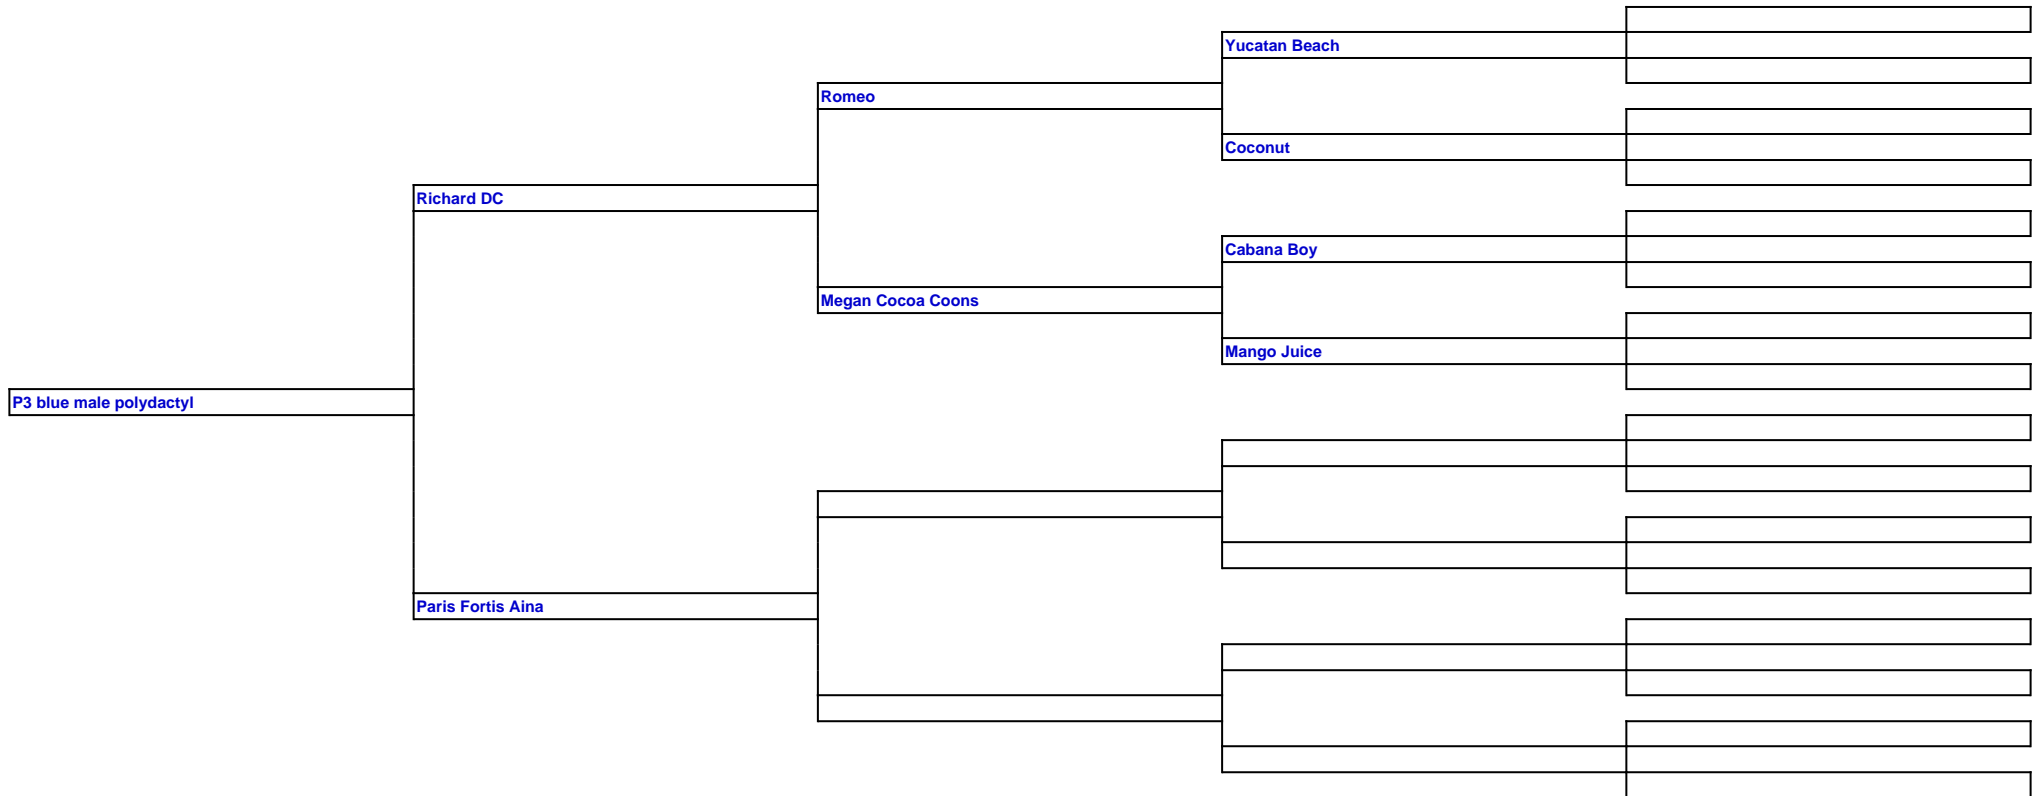 Yucatan Beach
Romeo
Coconut
Richard DC
Cabana Boy
Megan Cocoa Coons
Mango Juice
P3 blue male polydactyl
Paris Fortis Aina